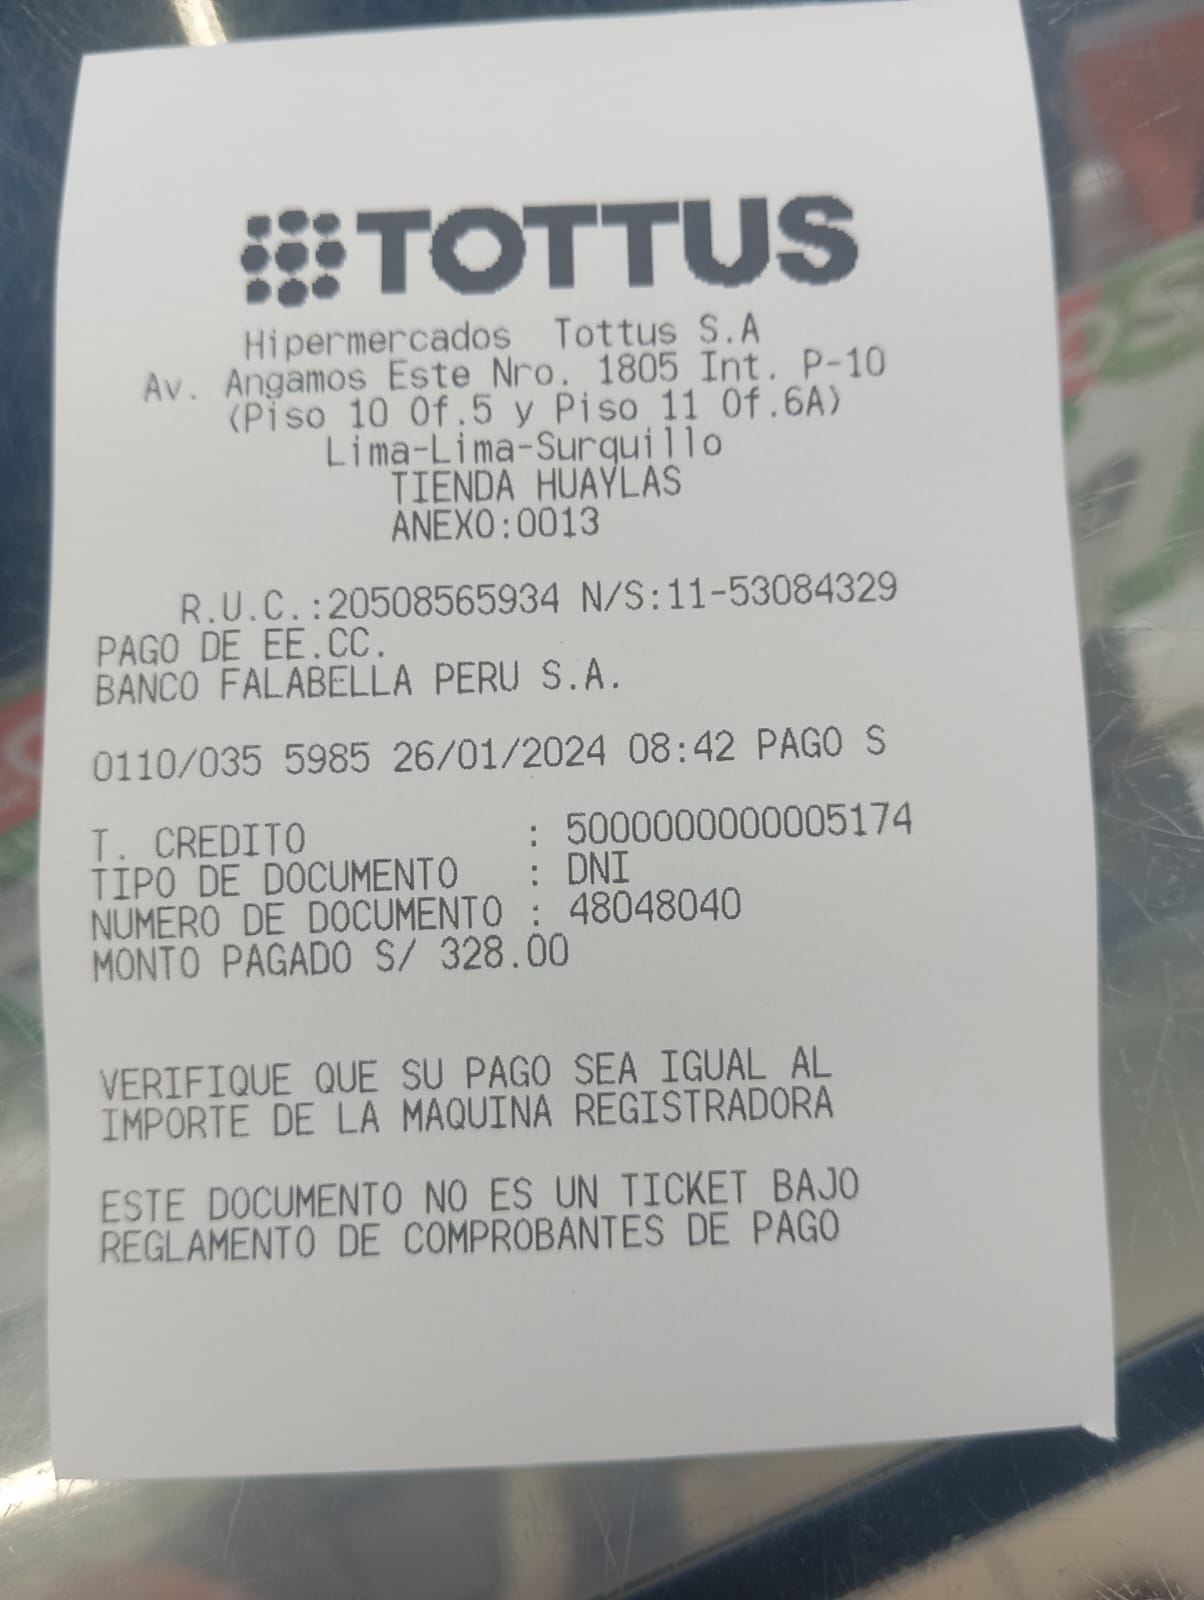 TOTTUS
Hipermercados Tottus S.A
Av. Angamos Este Nro. 1805 Int. P-10
(Piso 10 Of.5 y Piso 11 Of.6A)
Lima-Lima-Surquillo
TIENDA HUAYLAS
ANEXO:0013
R.U.C.:20508565934 N/S:11-53084329
PAGO DE EE.CC.
BANCO FALABELLA PERU S.A.
0110/035 5985 26/01/2024 08:42 PAGO S
T. CREDITO : 5000000000005174
TIPO DE DOCUMENTO : DNI
NUMERO DE DOCUMENTO : 48048040
MONTO PAGADO S/ 328.00
VERIFIQUE QUE SU PAGO SEA IGUAL AL
IMPORTE DE LA MAQUINA REGISTRADORA
ESTE DOCUMENTO NO ES UN TICKET BAJO
REGLAMENTO DE COMPROBANTES DE PAGO